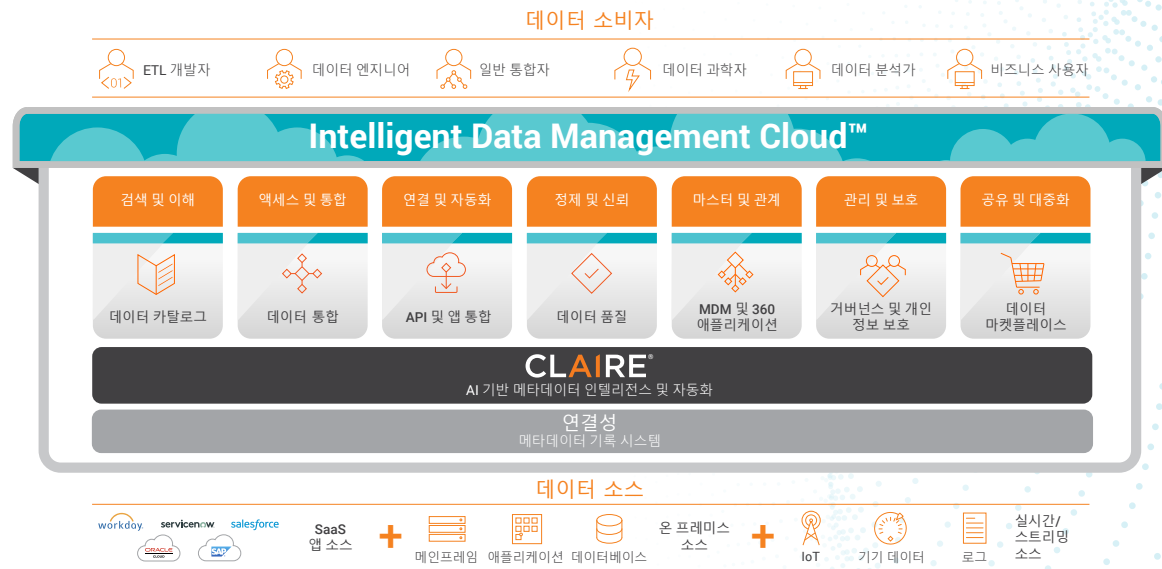 데이터 소비자
<01>
ETL 개발자
데이터 엔지니어
일반 통합자
데이터 과학자
데이터 분석가
비즈니스 사용자
Intelligent Data Management Cloud™
검색 및 이해
액세스 및 통합
연결 및 자동화
정제 및 신뢰
마스터 및 관계
관리 및 보호
공유 및 대중화
데이터 카탈로그
데이터 통합
API 및 앱 통합
데이터 품질
MDM 및 360
애플리케이션
거버넌스 및 개인
정보 보호
데이터
마켓플레이스
CLAIRE®
AI 기반 메타데이터 인텔리전스 및 자동화
연결성
메타데이터 기록 시스템
데이터 소스
workday.
servicenow
salesforce
ORACLE
CLOUD
SAP
SaaS
앱 소스
+
메인프레임
애플리케이션
데이터베이스
온 프레미스
소스
+
IoT
기기 데이터
로그
실시간/
스트리밍
소스